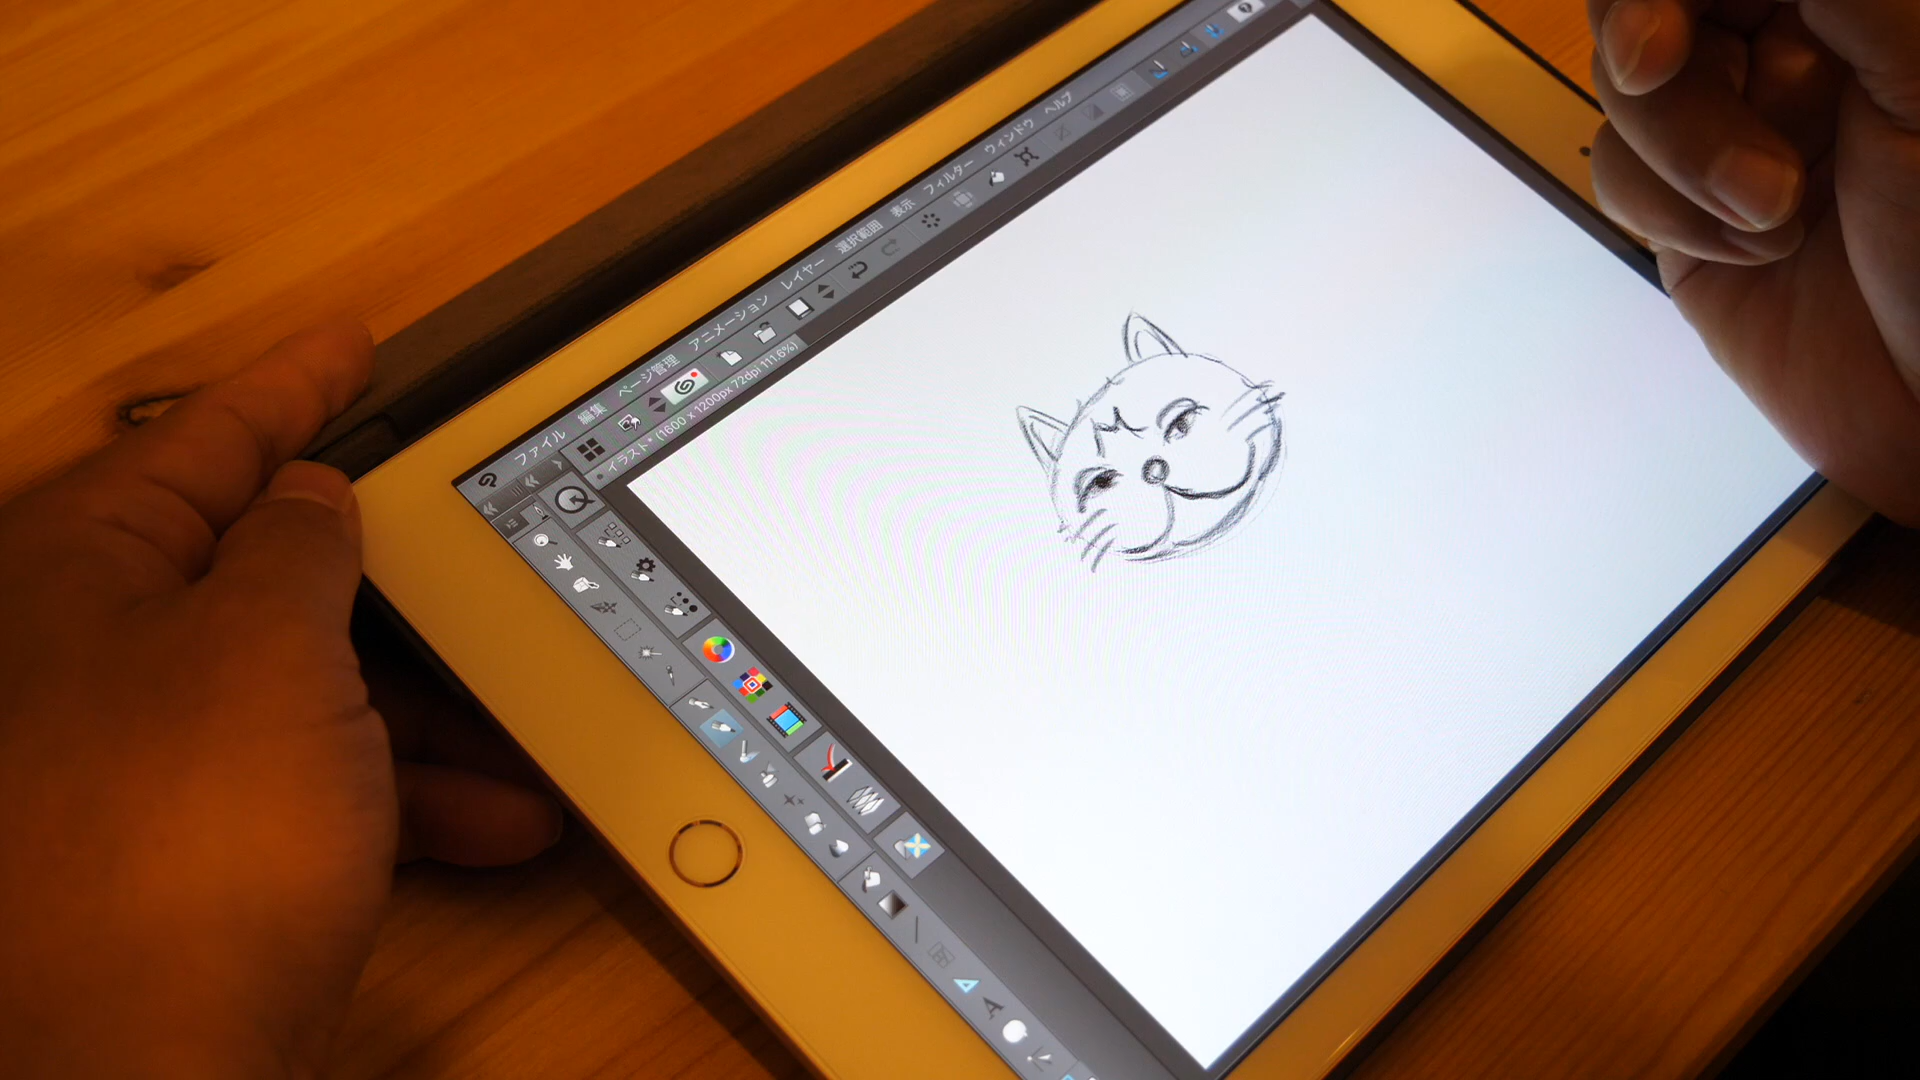 ファイル 編集 ページ管理 アニメーション レイヤー 選択範囲 表示 フィルター ウィンドウ ヘルプ
イラスト* (1600 x 1200px 72dpi 111.6%)
A